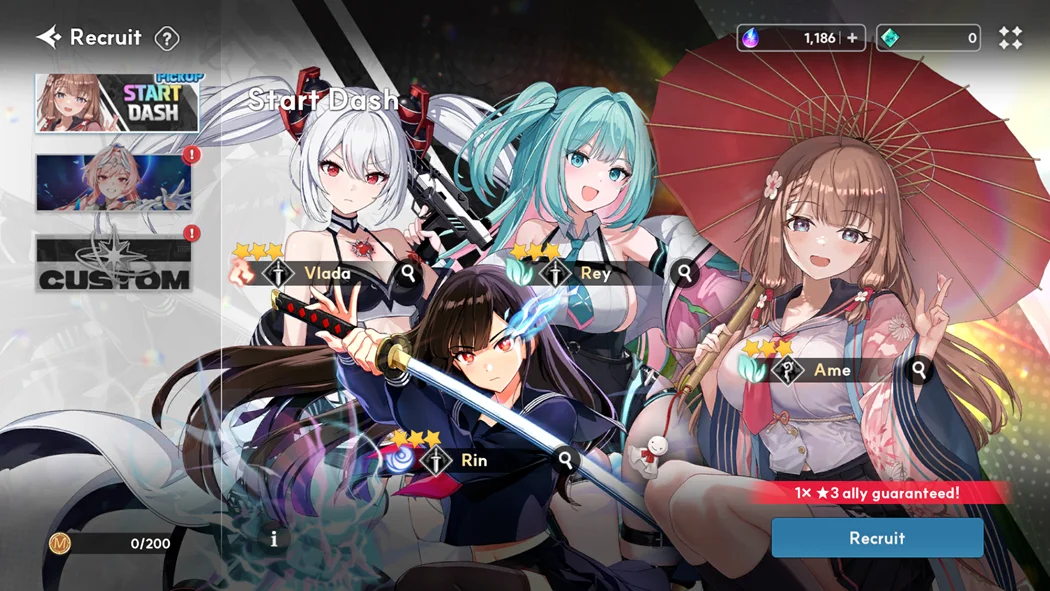 Recruit ?
1,186 +
0
PICKUP
START
DASH
Start Dash
!
!
CUSTOM
Vlada
Rey
Ame
Rin
1× ★3 ally guaranteed!
Recruit
M 0/200
i